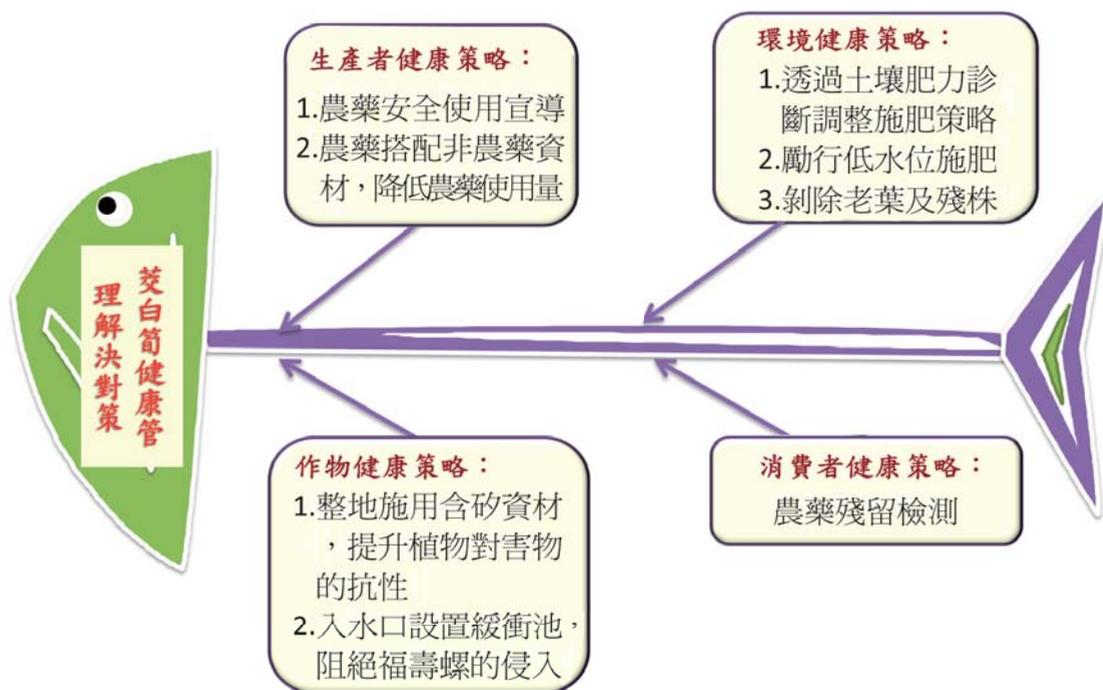 生產者健康策略：
1.農藥安全使用宣導
2.農藥搭配非農藥資
材，降低農藥使用量
環境健康策略：
1.透過土壤肥力診
斷調整施肥策略
2.勵行低水位施肥
3.剝除老葉及殘株
茭白筍健康管
理解決對策
作物健康策略：
1.整地施用含矽資材
，提升植物對害物
的抗性
2.入水口設置緩衝池，
阻絕福壽螺的侵入
消費者健康策略：
農藥殘留檢測